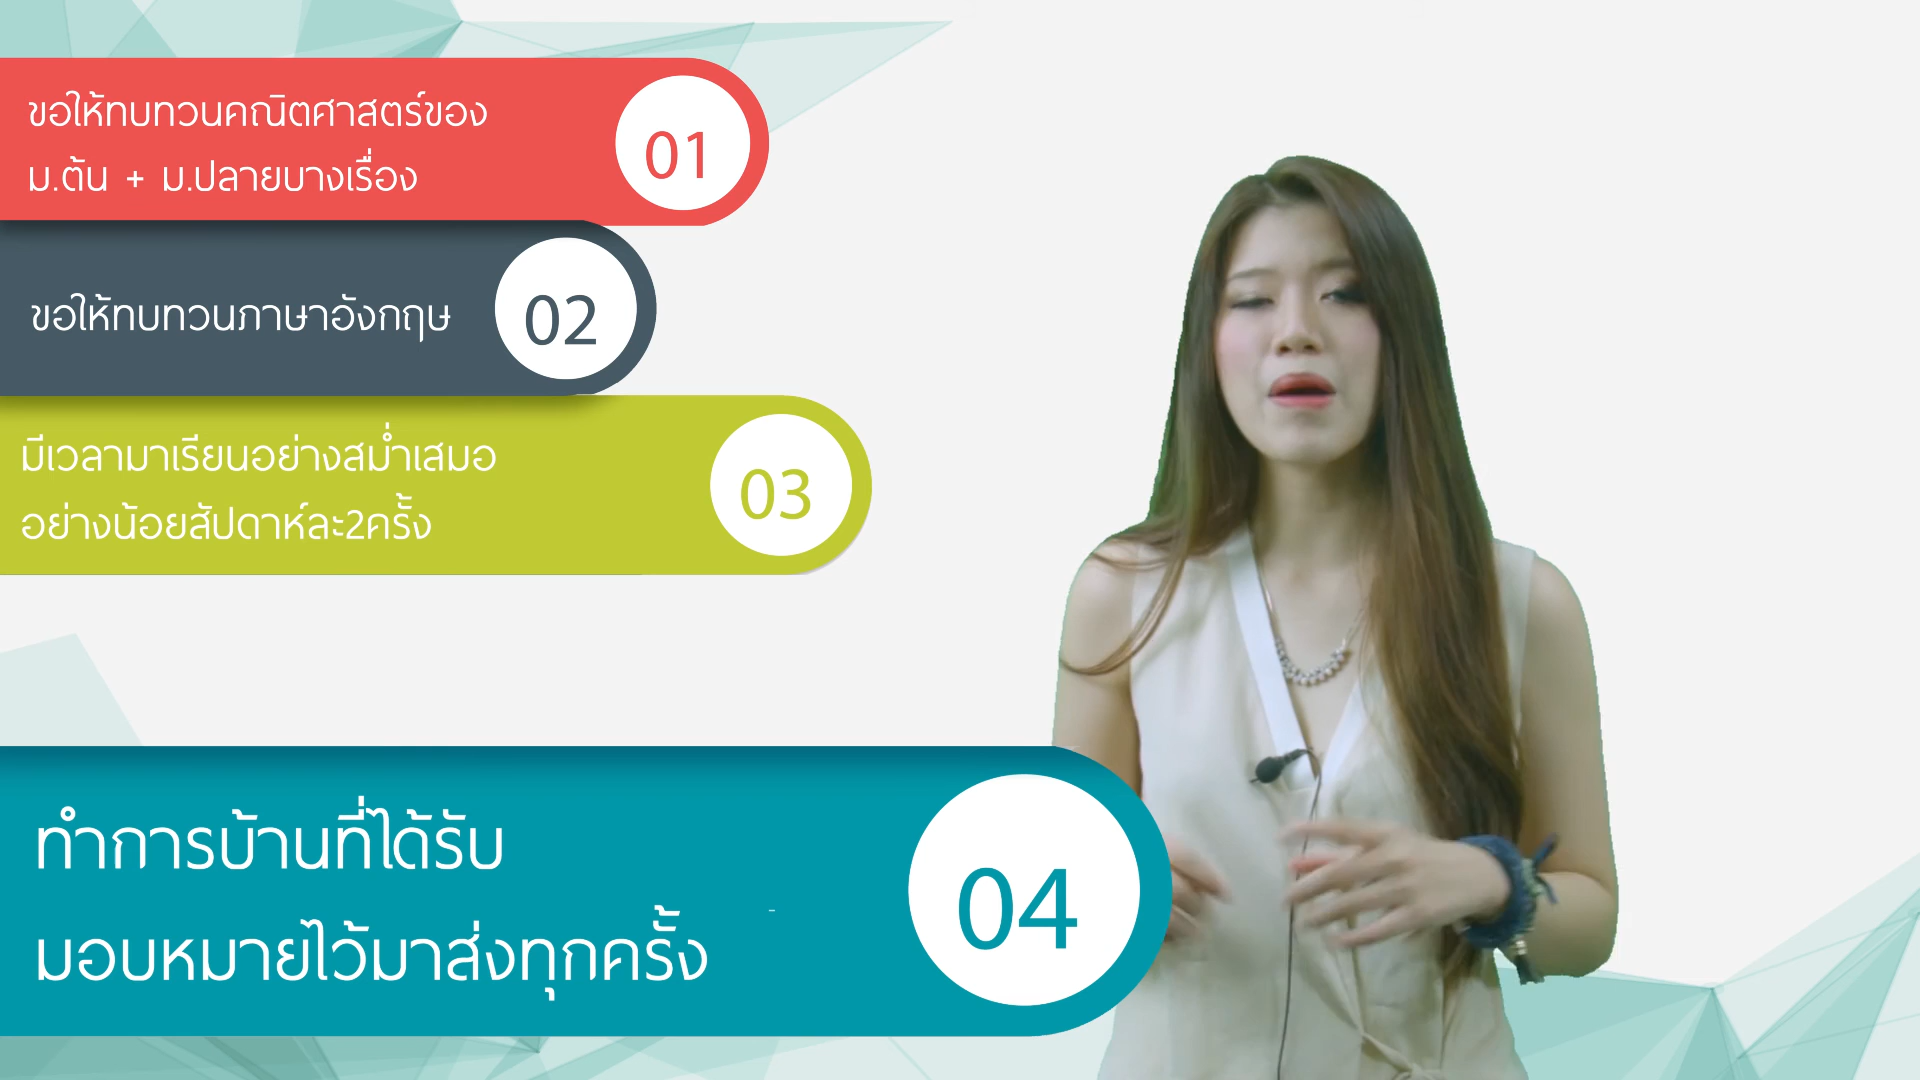 ขอให้ทบทวนคณิตศาสตร์ของ
ม.ต้น + ม.ปลายบางเรื่อง
01
ขอให้ทบทวนภาษาอังกฤษ
02
มีเวลามาเรียนอย่างสม่ำเสมอ
อย่างน้อยสัปดาห์ละ2ครั้ง
03
ทำการบ้านที่ได้รับ
มอบหมายไว้มาส่งทุกครั้ง
04